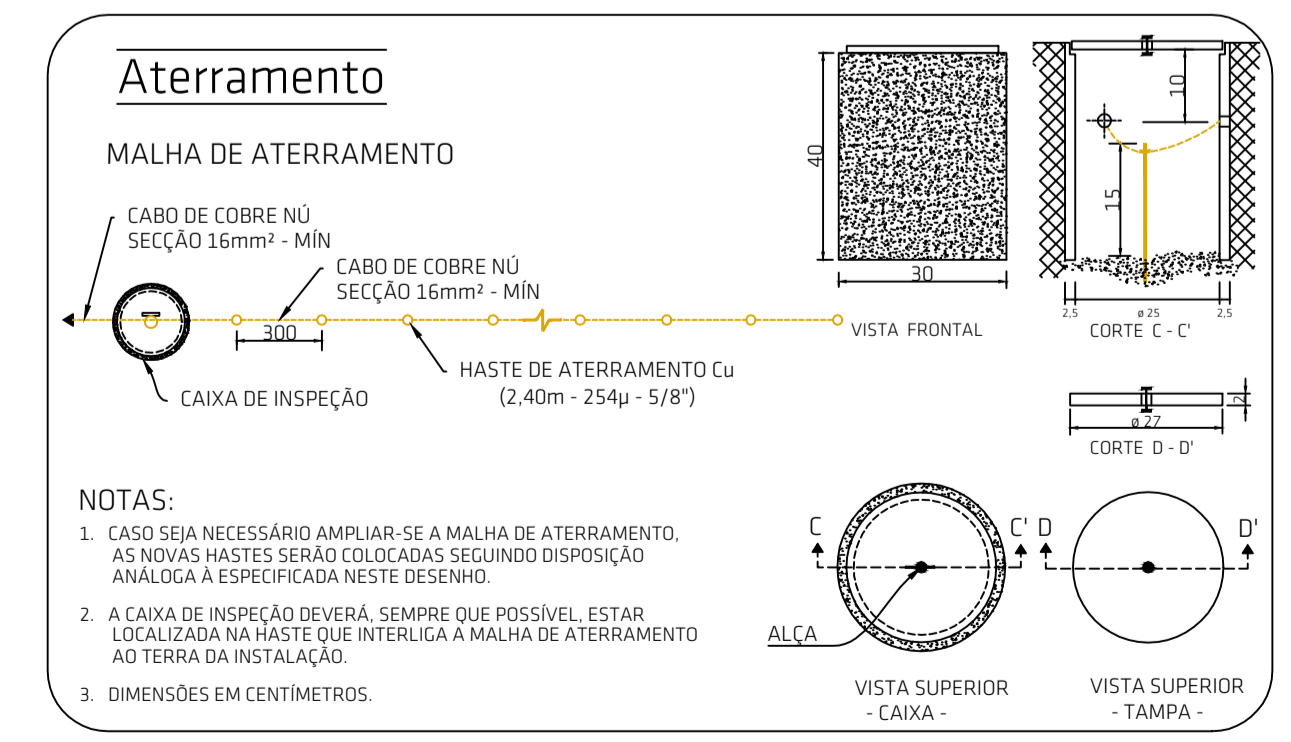 Aterramento
MALHA DE ATERRAMENTO
CABO DE COBRE NÚ
SECÇÃO 16mm² - MÍN
CABO DE COBRE NÚ
SECÇÃO 16mm² - MÍN
300
HASTE DE ATERRAMENTO Cu
(2,40m - 254µ - 5/8")
CAIXA DE INSPEÇÃO
40
30
VISTA FRONTAL
10
15
2,5
ø 25
2,5
CORTE C - C'
2
ø 27
CORTE D - D'
NOTAS:
1. CASO SEJA NECESSÁRIO AMPLIAR-SE A MALHA DE ATERRAMENTO,
AS NOVAS HASTES SERÃO COLOCADAS SEGUINDO DISPOSIÇÃO
ANÁLOGA À ESPECIFICADA NESTE DESENHO.
2. A CAIXA DE INSPEÇÃO DEVERÁ, SEMPRE QUE POSSÍVEL, ESTAR
LOCALIZADA NA HASTE QUE INTERLIGA A MALHA DE ATERRAMENTO
AO TERRA DA INSTALAÇÃO.
3. DIMENSÕES EM CENTÍMETROS.
C
C'
D
D'
ALÇA
VISTA SUPERIOR
- CAIXA -
VISTA SUPERIOR
- TAMPA -